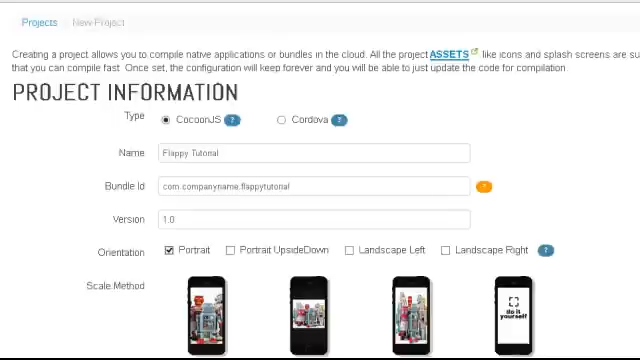 Projects New Project
Creating a project allows you to compile native applications or bundles in the cloud. All the project ASSETS like icons and splash screens are su
that you can compile fast. Once set, the configuration will keep forever and you will be able to just update the code for compilation
PROJECT INFORMATION
Type CocoonJS ? Cordova ?
Name Flappy Tutorial
Bundle Id com.companyname.flappytutorial ?
Version 1.0
Orientation Portrait Portrait UpsideDown Landscape Left Landscape Right ?
Scale Method
do it
yourself